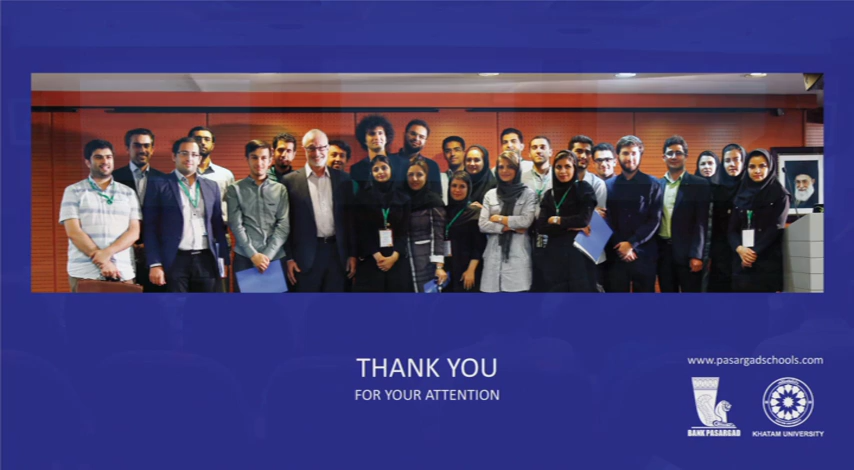 THANK YOU
FOR YOUR ATTENTION
www.pasargadschools.com
BANK PASARGAD
KHATAM UNIVERSITY